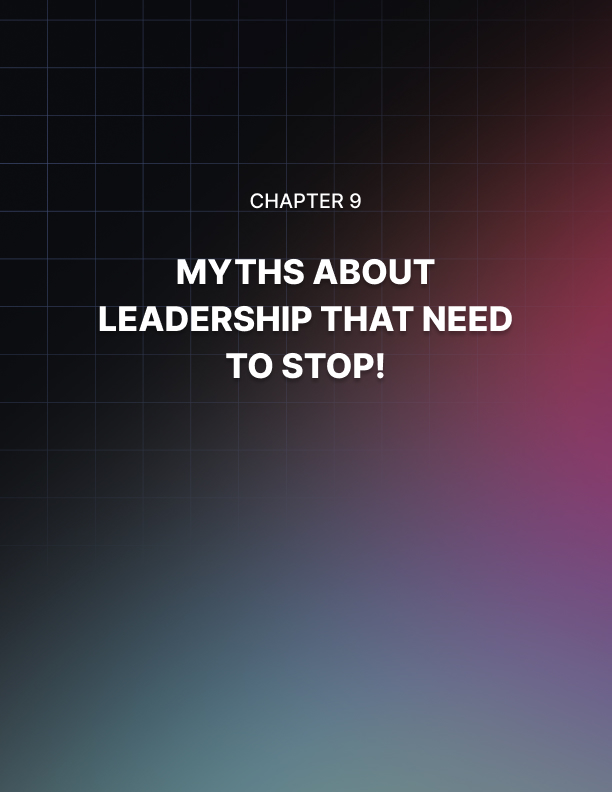 CHAPTER 9
MYTHS ABOUT
LEADERSHIP THAT NEED
TO STOP!